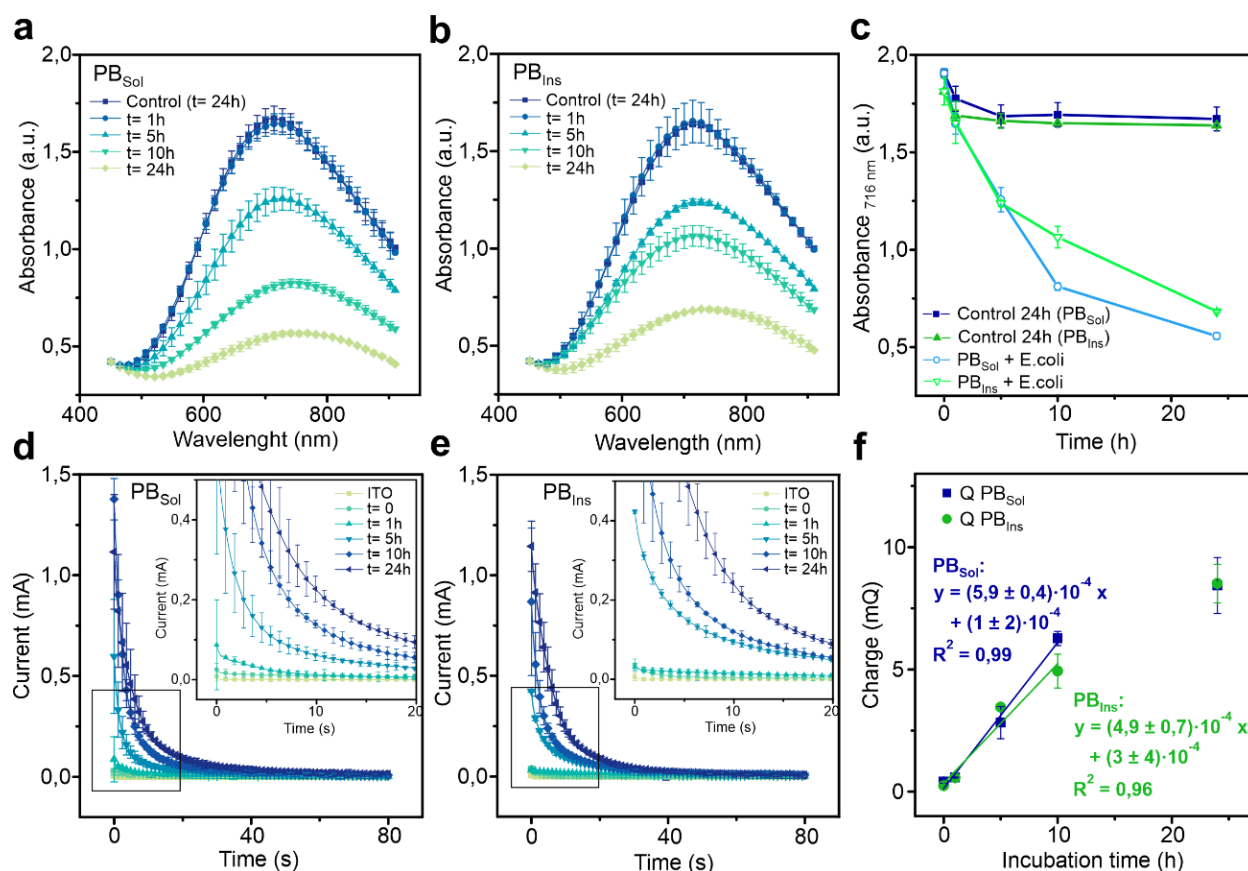 a
2,0
1,5
1,0
0,5
Absorbance (a.u.)
PBSol
Control (t= 24h)
t= 1h
t= 5h
t= 10h
t= 24h
400
600
800
Wavelenght (nm)
b
2,0
1,5
1,0
0,5
Absorbance (a.u.)
PBIns
Control (t= 24h)
t= 1h
t= 5h
t= 10h
t= 24h
400
600
800
Wavelength (nm)
c
2,0
1,5
1,0
0,5
Absorbance 716 nm (a.u.)
Control 24h (PBSol)
Control 24h (PBIns)
PBSol + E.coli
PBIns + E.coli
0
10
20
Time (h)
d
1,5
1,0
0,5
0,0
Current (mA)
PBSol
0,4
0,2
0,0
Current (mA)
ITO
t= 0
t= 1h
t= 5h
t= 10h
t= 24h
0
10
20
Time (s)
0
40
80
Time (s)
e
1,5
1,0
0,5
0,0
Current (mA)
PBIns
0,4
0,2
0,0
Current (mA)
ITO
t= 0
t= 1h
t= 5h
t= 10h
t= 24h
0
5
10
20
Time (s)
0
40
80
Time (s)
f
10
5
0
Charge (mQ)
Q PBSol
Q PBIns
PBSol:
y = (5,9 ± 0,4)·10-4 x
+ (1 ± 2)·10-4
R2 = 0,99
PBIns:
y = (4,9 ± 0,7)·10-4 x
+ (3 ± 4)·10-4
R2 = 0,96
0
10
20
Incubation time (h)